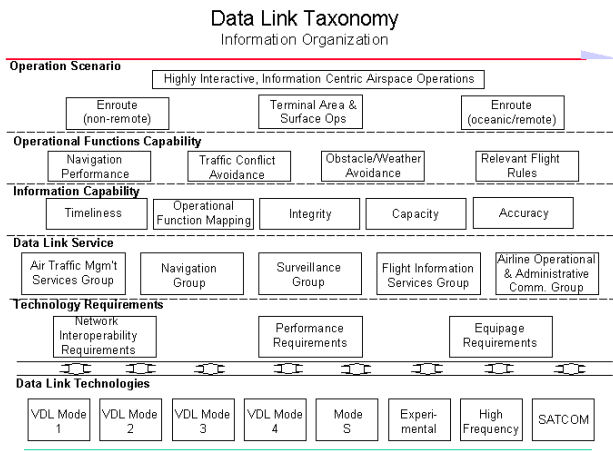 Data Link Taxonomy
Information Organization
Operation Scenario
Highly Interactive, Information Centric Airspace Operations
Enroute
(non-remote)
Terminal Area &
Surface Ops
Enroute
(oceanic/remote)
Operational Functions Capability
Navigation
Performance
Traffic Conflict
Avoidance
Obstacle/Weather
Avoidance
Relevant Flight
Rules
Information Capability
Timeliness
Operational
Function Mapping
Integrity
Capacity
Accuracy
Data Link Service
Air Traffic Mgm't
Services Group
Navigation
Group
Surveillance
Group
Flight Information
Services Group
Airline Operational
& Administrative
Comm. Group
Technology Requirements
Network
Interoperability
Requirements
Performance
Requirements
Equipage
Requirements
Data Link Technologies
VDL Mode
1
VDL Mode
2
VDL Mode
3
VDL Mode
4
Mode
S
Experi-
mental
High
Frequency
SATCOM